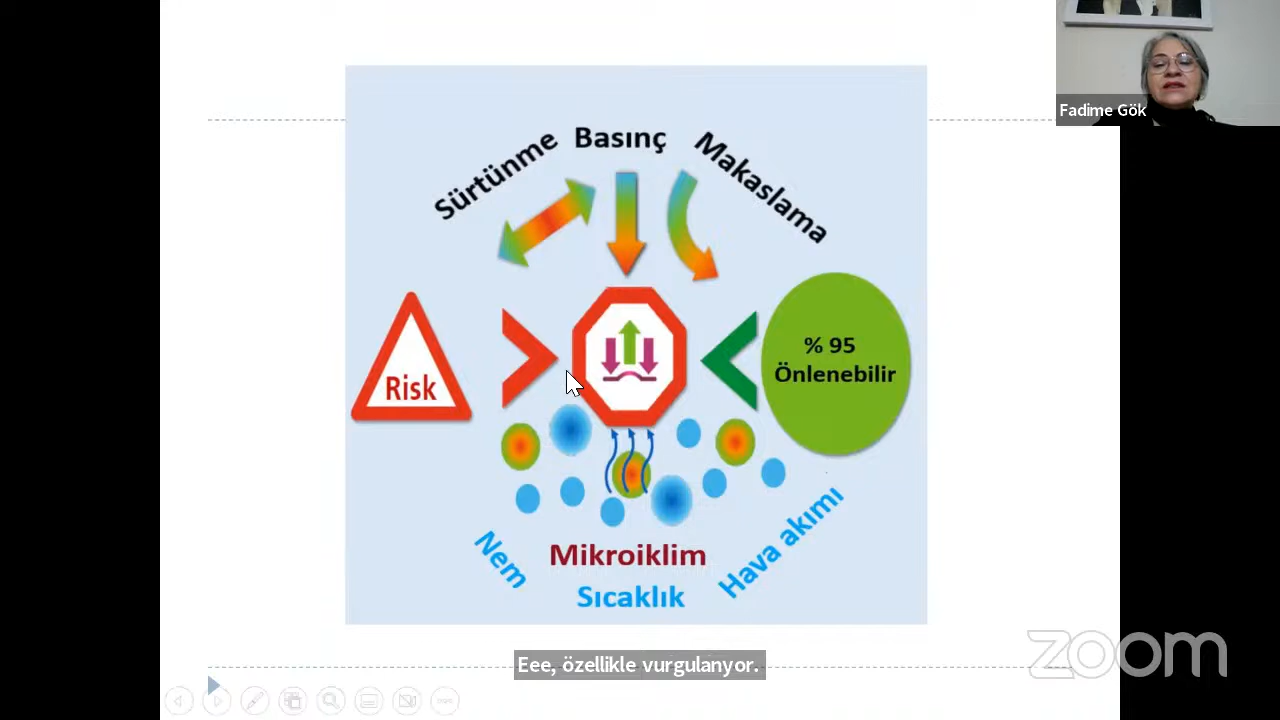 Fadime Gök
Sürtünme
Basınç
Makaslama
Risk
% 95
Önlenebilir
Nem
Mikroiklim
Sıcaklık
Hava akımı
Eee, özellikle vurgulanıyor.
zoom